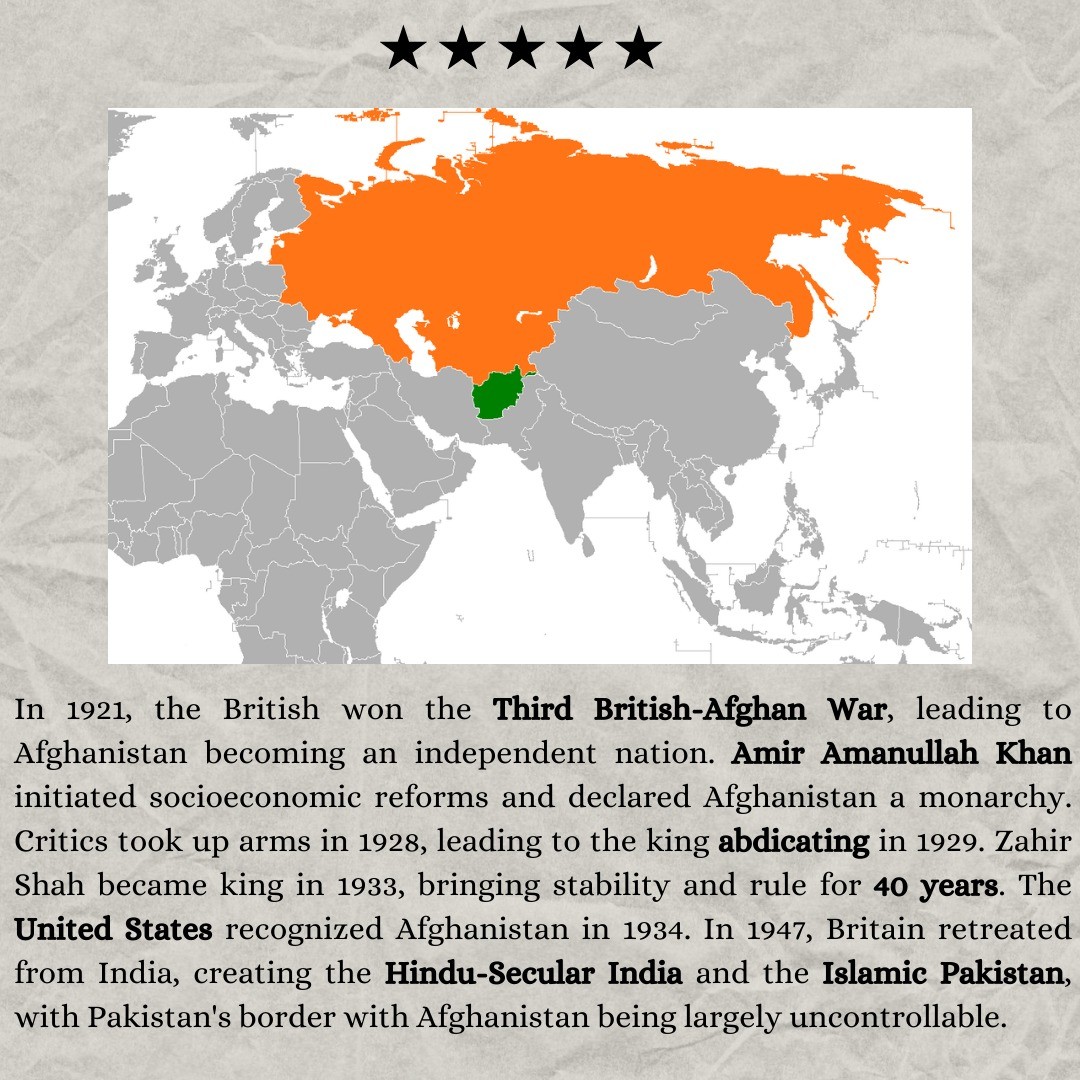 In 1921, the British won the Third British-Afghan War, leading to
Afghanistan becoming an independent nation. Amir Amanullah Khan
initiated socioeconomic reforms and declared Afghanistan a monarchy.
Critics took up arms in 1928, leading to the king abdicating in 1929. Zahir
Shah became king in 1933, bringing stability and rule for 40 years. The
United States recognized Afghanistan in 1934. In 1947, Britain retreated
from India, creating the Hindu-Secular India and the Islamic Pakistan,
with Pakistan's border with Afghanistan being largely uncontrollable.